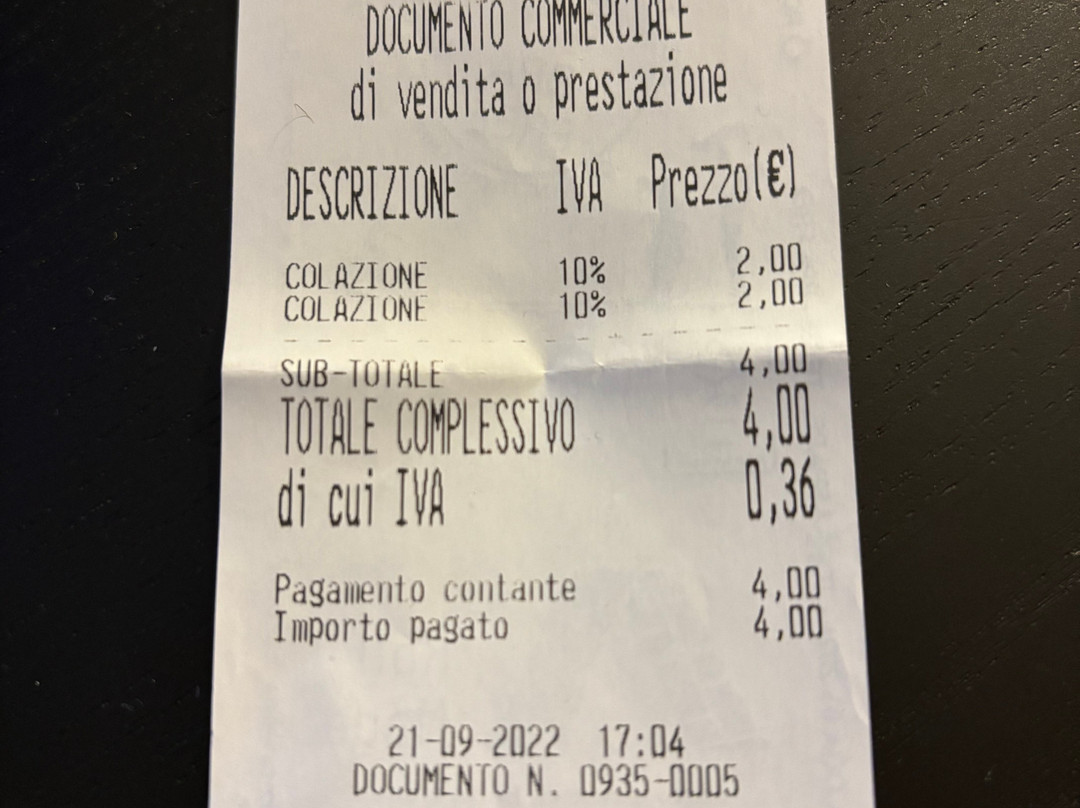 DOCUMENTO COMMERCIALE
di vendita o prestazione
DESCRIZIONE IVA Prezzo(€)
COLAZIONE 10% 2,00
COLAZIONE 10% 2,00
SUB-TOTALE 4,00
TOTALE COMPLESSIVO 4,00
di cui IVA 0,36
Pagamento contante 4,00
Importo pagato 4,00
21-09-2022 17:04
DOCUMENTO N. 0935-0005